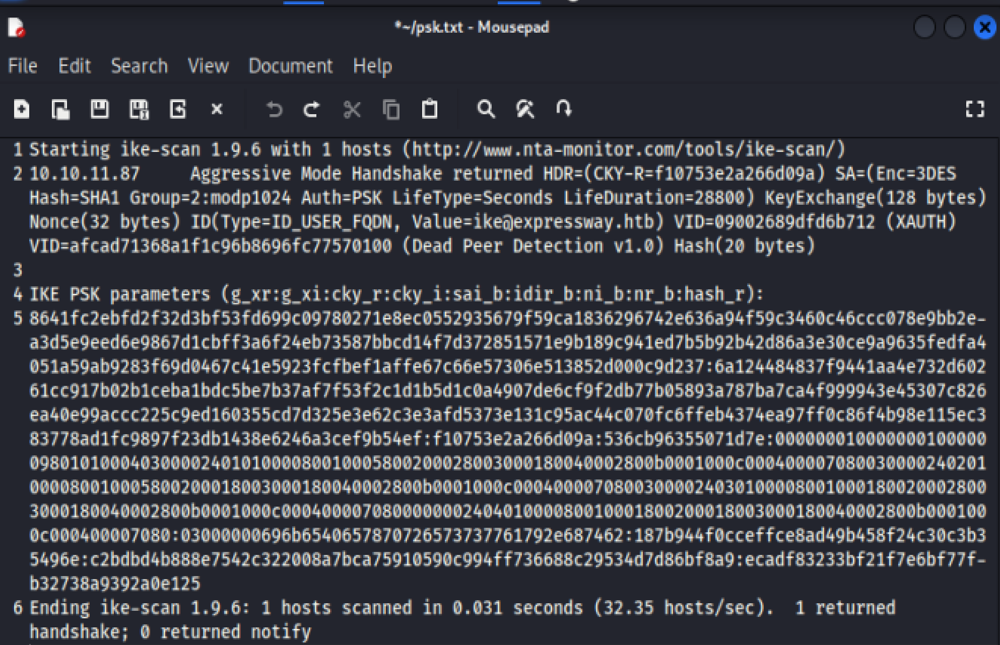 *~/psk.txt - Mousepad
File Edit Search View Document Help
1 Starting ike-scan 1.9.6 with 1 hosts (http://www.nta-monitor.com/tools/ike-scan/)
2 10.10.11.87 Aggressive Mode Handshake returned HDR=(CKY-R=f10753e2a266d09a) SA=(Enc=3DES
Hash=SHA1 Group=2:modp1024 Auth=PSK LifeType=Seconds LifeDuration=28800) KeyExchange(128 bytes)
Nonce(32 bytes) ID(Type=ID_USER_FQDN, Value=ike@expressway.htb) VID=09002689dfd6b712 (XAUTH)
VID=afcad71368a1f1c96b8696fc77570100 (Dead Peer Detection v1.0) Hash(20 bytes)
3
4 IKE PSK parameters (g_xr:g_xi:cky_r:cky_i:sai_b:idir_b:ni_b:nr_b:hash_r):
5 8641fc2ebfd2f32d3bf53fd699c09780271e8ec0552935679f59ca1836296742e636a94f59c3460c46ccc078e9bb2e-
a3d5e9eed6e9867d1cbff3a6f24eb73587bbcd14f7d372851571e9b189c941ed7b5b92b42d86a3e30ce9a9635fedfa4
051a59ab9283f69d0467c41e5923fcfbef1affe67c66e57306e513852d000c9d237:6a124484837f9441aa4e732d602
61cc917b02b1ceba1bdc5be7b37af7f53f2c1d1b5d1c0a4907de6cf9f2db77b05893a787ba7ca4f999943e45307c826
ea40e99accc225c9ed160355cd7d325e3e62c3e3afd5373e131c95ac44c070fc6ffeb4374ea97ff0c86f4b98e115ec3
83778ad1fc9897f23db1438e6246a3cef9b54ef:f10753e2a266d09a:536cb96355071d7e:000000010000000100000
098010100040300002401010000800100058002000280030001800400028000b0001000c000400007080030000240201
0000800100058002000180030001800400028000b0001000c00040000708003000024030100008001000180020002800
30001800400028000b0001000c000400007080000000240401000080010001800200018003000180040002800b000100
0c000400007080:03000000696b6540657870726573737761792e687462:187b944f0cceffce8ad49b458f24c30c3b3
5496e:c2bdbd4b888e7542c322008a7bca75910590c994ff736688c29534d7d86bf8a9:ecadf83233bf21f7e6bf77f-
b32738a9392a0e125
6 Ending ike-scan 1.9.6: 1 hosts scanned in 0.031 seconds (32.35 hosts/sec). 1 returned
handshake; 0 returned notify